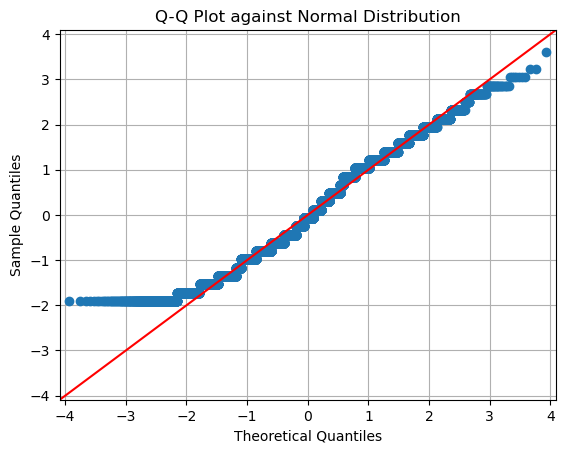 Q-Q Plot against Normal Distribution
4
3
2
1
0
−1
−2
−3
−4
Sample Quantiles
−4 −3 −2 −1 0 1 2 3 4
Theoretical Quantiles